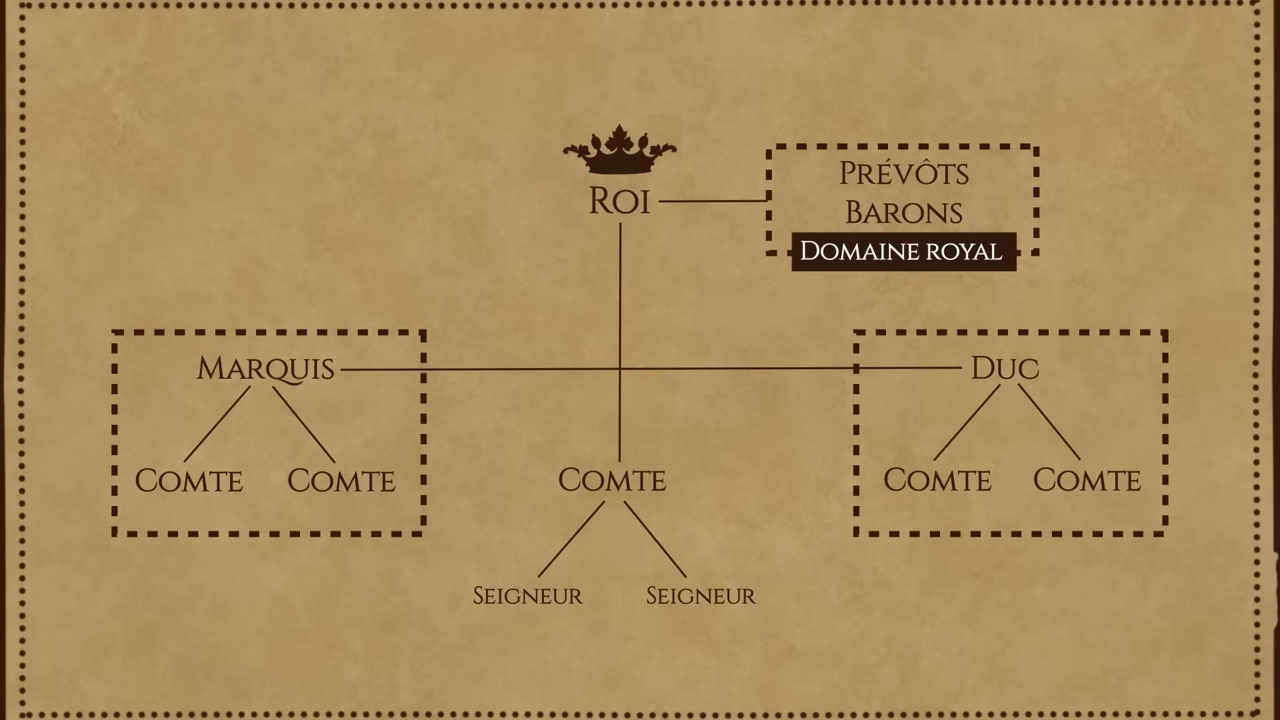 Roi
Prévôts
Barons
Domaine royal
Marquis
Duc
Comte Comte
Comte
Comte Comte
Seigneur Seigneur